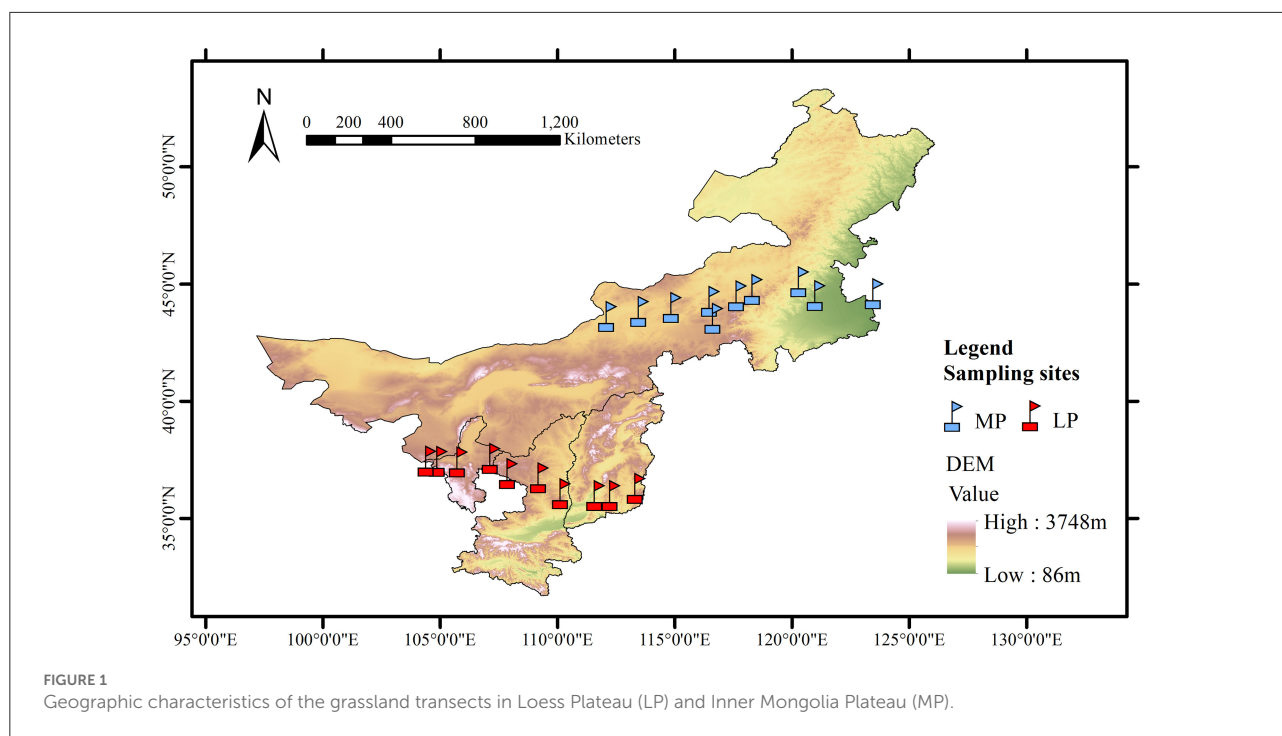 N
0 200 400 800 1,200
Kilometers
50°0'0"N
45°0'0"N
40°0'0"N
35°0'0"N
Legend
Sampling sites
MP LP
DEM
Value
High : 3748m
Low : 86m
95°0'0"E 100°0'0"E 105°0'0"E 110°0'0"E 115°0'0"E 120°0'0"E 125°0'0"E 130°0'0"E
FIGURE 1
Geographic characteristics of the grassland transects in Loess Plateau (LP) and Inner Mongolia Plateau (MP).